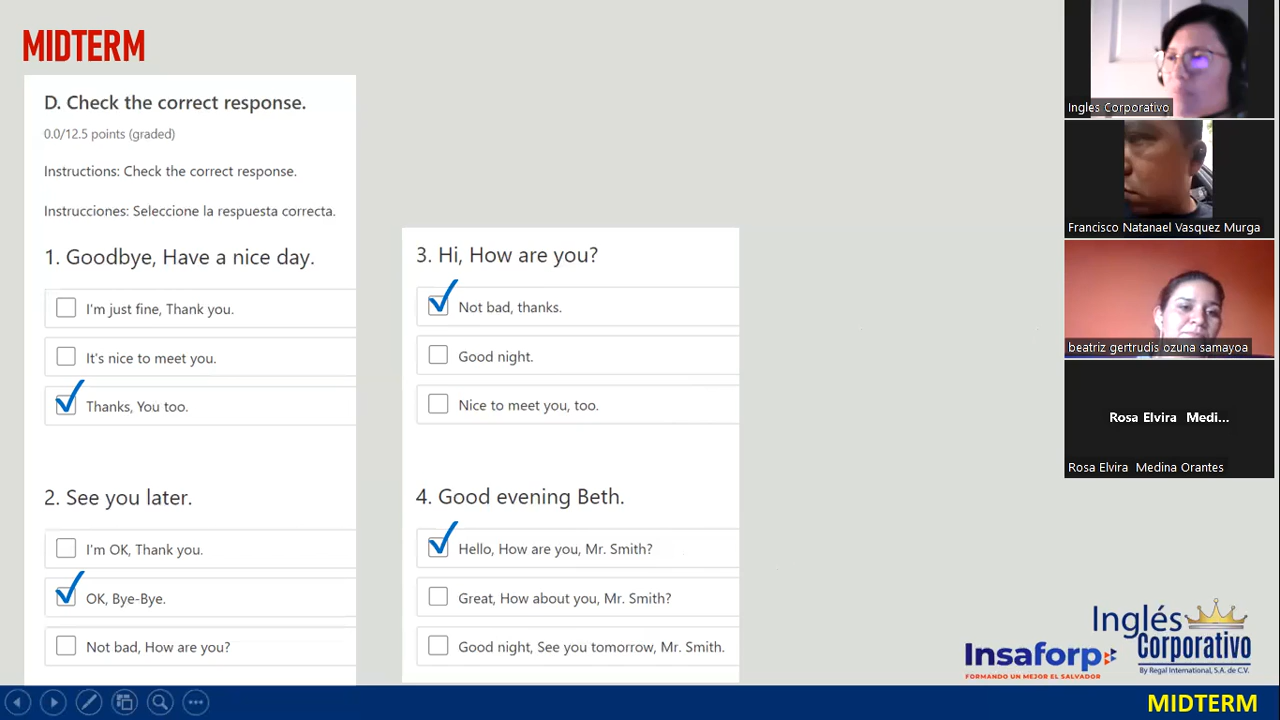 MIDTERM
D. Check the correct response.
0.0/12.5 points (graded)
Instructions: Check the correct response.
Instrucciones: Seleccione la respuesta correcta.
1. Goodbye, Have a nice day.
I'm just fine, Thank you.
It's nice to meet you.
Thanks, You too.
2. See you later.
I'm OK, Thank you.
OK, Bye-Bye.
Not bad, How are you?
3. Hi, How are you?
Not bad, thanks.
Good night.
Nice to meet you, too.
4. Good evening Beth.
Hello, How are you, Mr. Smith?
Great, How about you, Mr. Smith?
Good night, See you tomorrow, Mr. Smith.
Ingles Corporativo
Francisco Natanael Vasquez Murga
beatriz gertrudis ozuna samayoa
Rosa Elvira Medi...
Rosa Elvira Medina Orantes
Insaforp
FORMANDO UN MEJOR EL SALVADOR
Inglés
Corporativo
By Regal International, S.A. de C.V.
MIDTERM